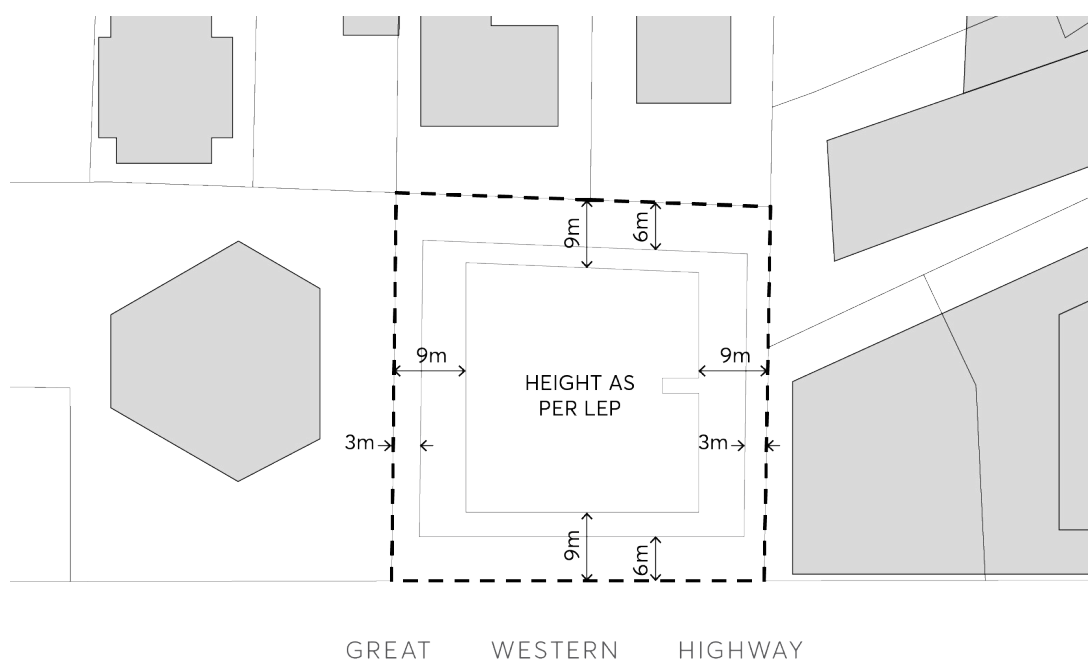 9m
6m
9m
9m
HEIGHT AS
PER LEP
3m
3m
9m
6m
GREAT WESTERN HIGHWAY